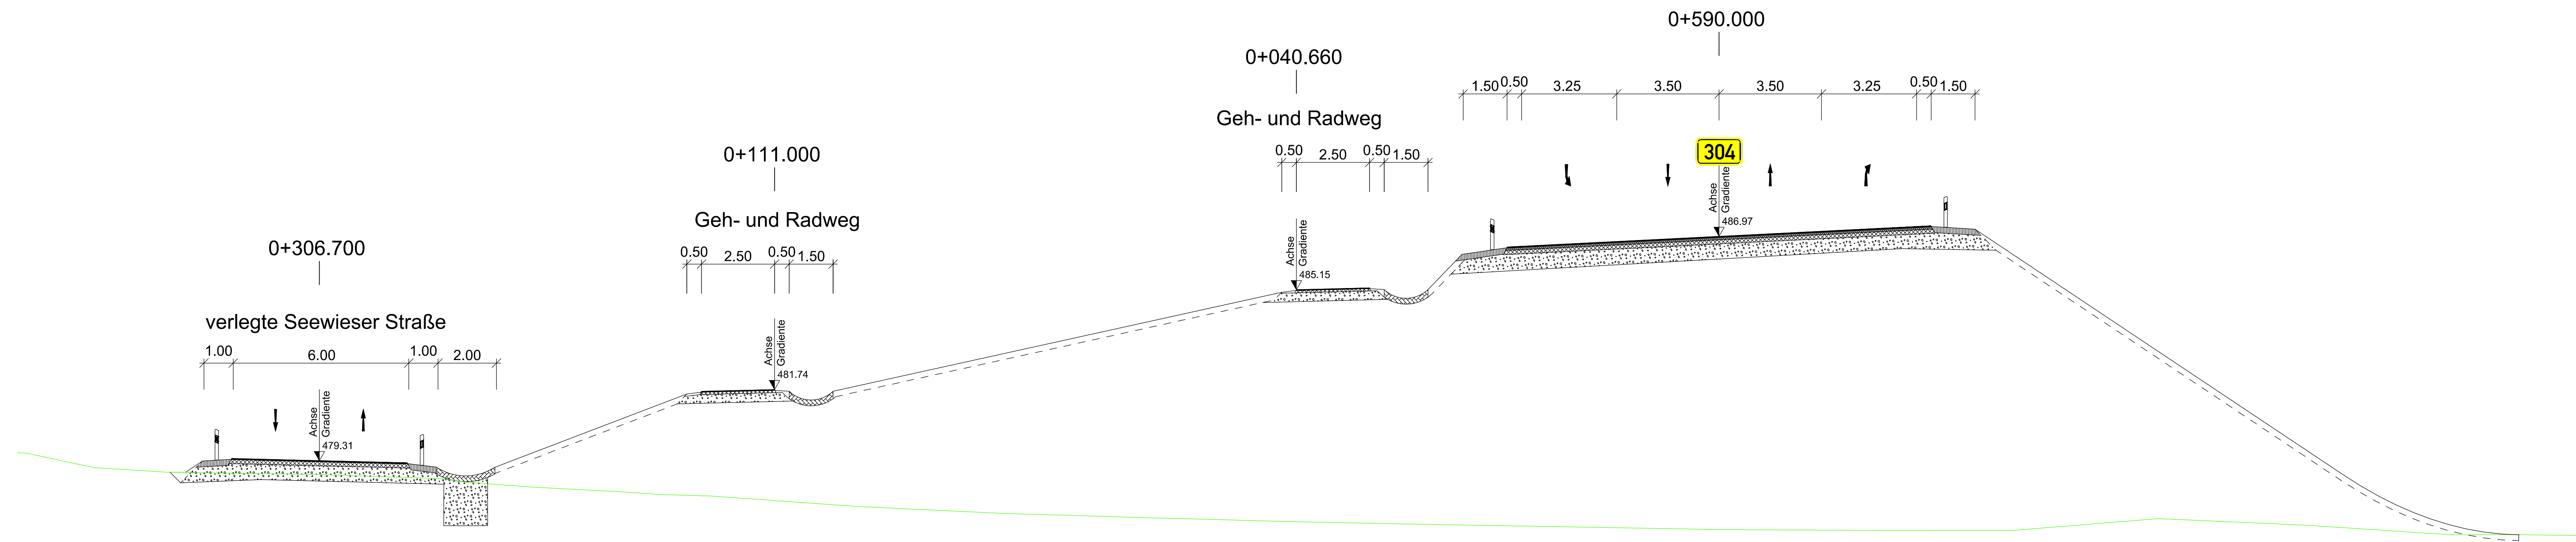 0+306.700
verlegte Seewieser Straße
1.00 6.00 1.00 2.00
Achse
Gradiente
479.31
0+111.000
Geh- und Radweg
0.50 2.50 0.50 1.50
Achse
Gradiente
481.74
0+040.660
Geh- und Radweg
0.50 2.50 0.50 1.50
Achse
Gradiente
485.15
0+590.000
1.50 0.50 3.25 3.50 3.50 3.25 0.50 1.50
304
Achse
Gradiente
486.97